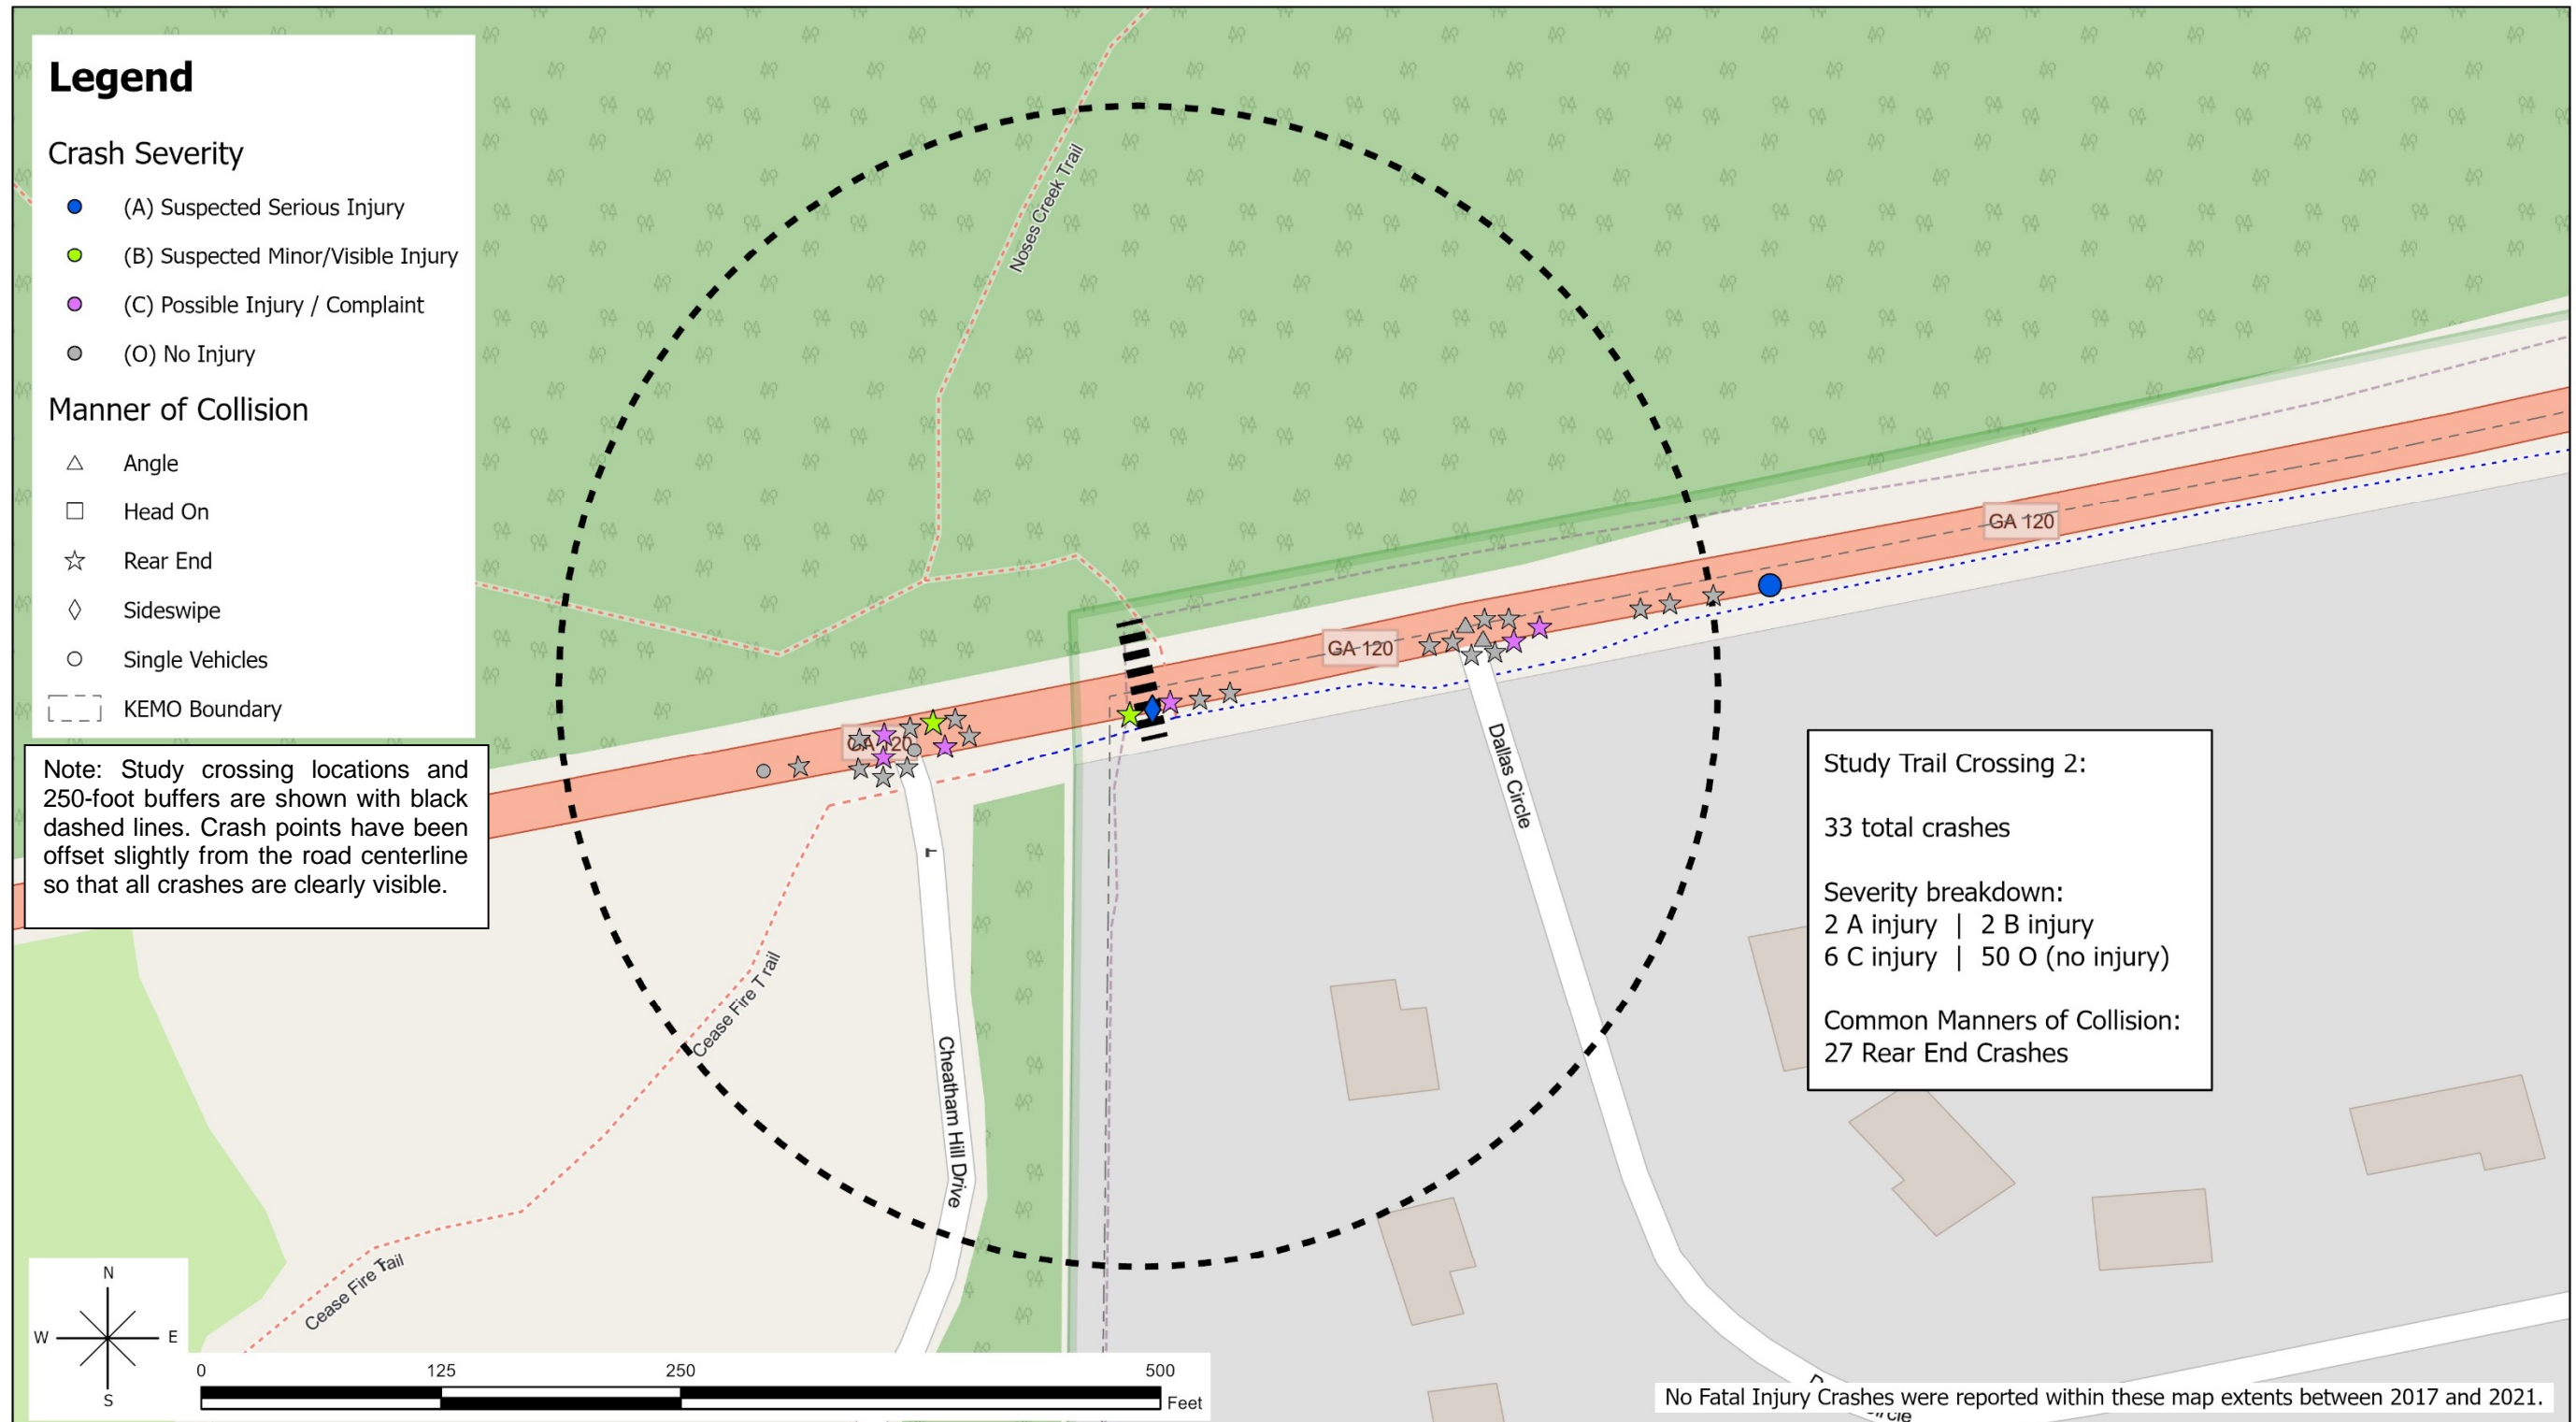 Legend
Crash Severity
(A) Suspected Serious Injury
(B) Suspected Minor/Visible Injury
(C) Possible Injury / Complaint
(O) No Injury
Manner of Collision
Angle
Head On
Rear End
Sideswipe
Single Vehicles
KEMO Boundary
Note: Study crossing locations and
250-foot buffers are shown with black
dashed lines. Crash points have been
offset slightly from the road centerline
so that all crashes are clearly visible.
Noses Creek Trail
GA 120
GA 120
GA 120
Dallas Circle
Cheatham Hill Drive
Cease Fire Trail
Cease Fire Trail
Study Trail Crossing 2:
33 total crashes
Severity breakdown:
2 A injury | 2 B injury
6 C injury | 50 O (no injury)
Common Manners of Collision:
27 Rear End Crashes
N
W E
S
0 125 250 500
Feet
No Fatal Injury Crashes were reported within these map extents between 2017 and 2021.